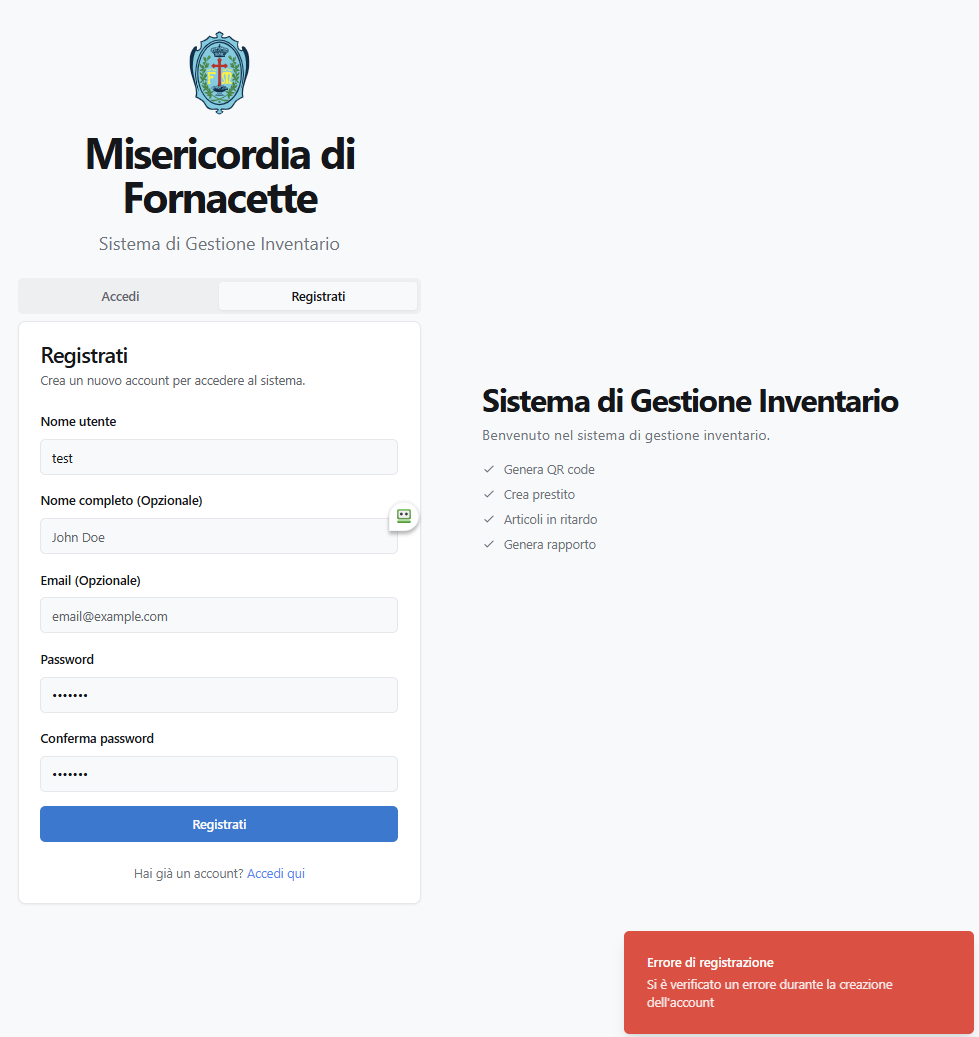 Misericordia di
Fornacette
Sistema di Gestione Inventario
Accedi
Registrati
Registrati
Crea un nuovo account per accedere al sistema.
Nome utente
test
Nome completo (Opzionale)
John Doe
Email (Opzionale)
email@example.com
Password
•••••••
Conferma password
•••••••
Registrati
Hai già un account? Accedi qui
Sistema di Gestione Inventario
Benvenuto nel sistema di gestione inventario.
Genera QR code
Crea prestito
Articoli in ritardo
Genera rapporto
Errore di registrazione
Si è verificato un errore durante la creazione
dell'account